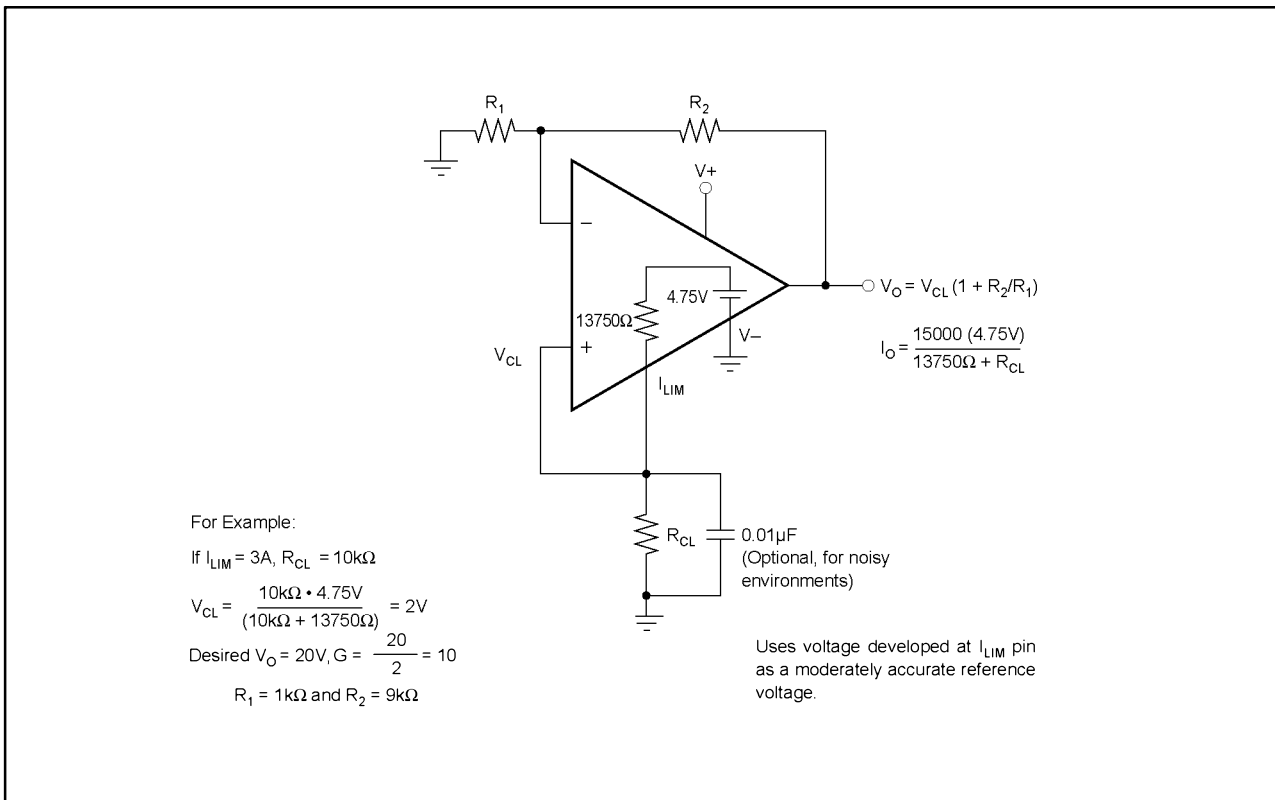 R1
R2
V+
−
4.75V
13750Ω
V−
+
VCL
ILIM
VO = VCL (1 + R2/R1)
IO = 15000 (4.75V)
13750Ω + RCL
RCL
0.01µF
(Optional, for noisy
environments)
For Example:
If ILIM = 3A, RCL = 10kΩ
VCL = 10kΩ • 4.75V = 2V
(10kΩ + 13750Ω)
Desired VO = 20V, G = 20 = 10
2
R1 = 1kΩ and R2 = 9kΩ
Uses voltage developed at ILIM pin
as a moderately accurate reference
voltage.